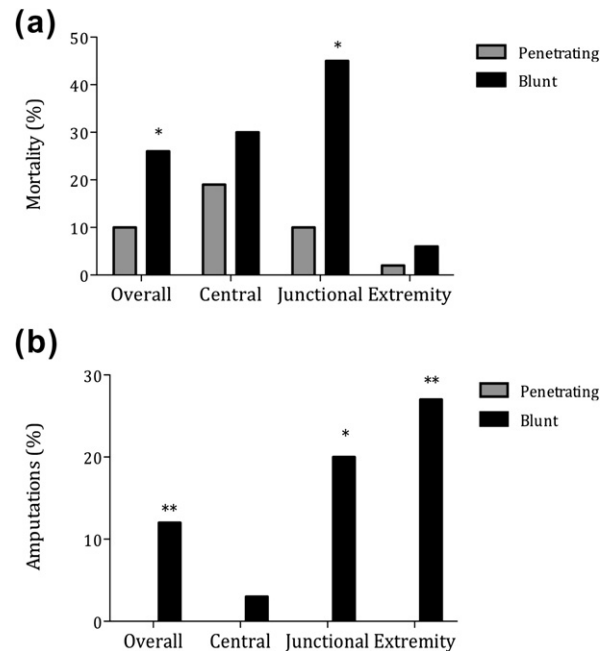 (a)
50
40
30
20
10
0
Mortality (%)
*
*
Penetrating
Blunt
Overall Central Junctional Extremity
(b)
30
20
10
0
Amputations (%)
**
*
**
Penetrating
Blunt
Overall Central Junctional Extremity